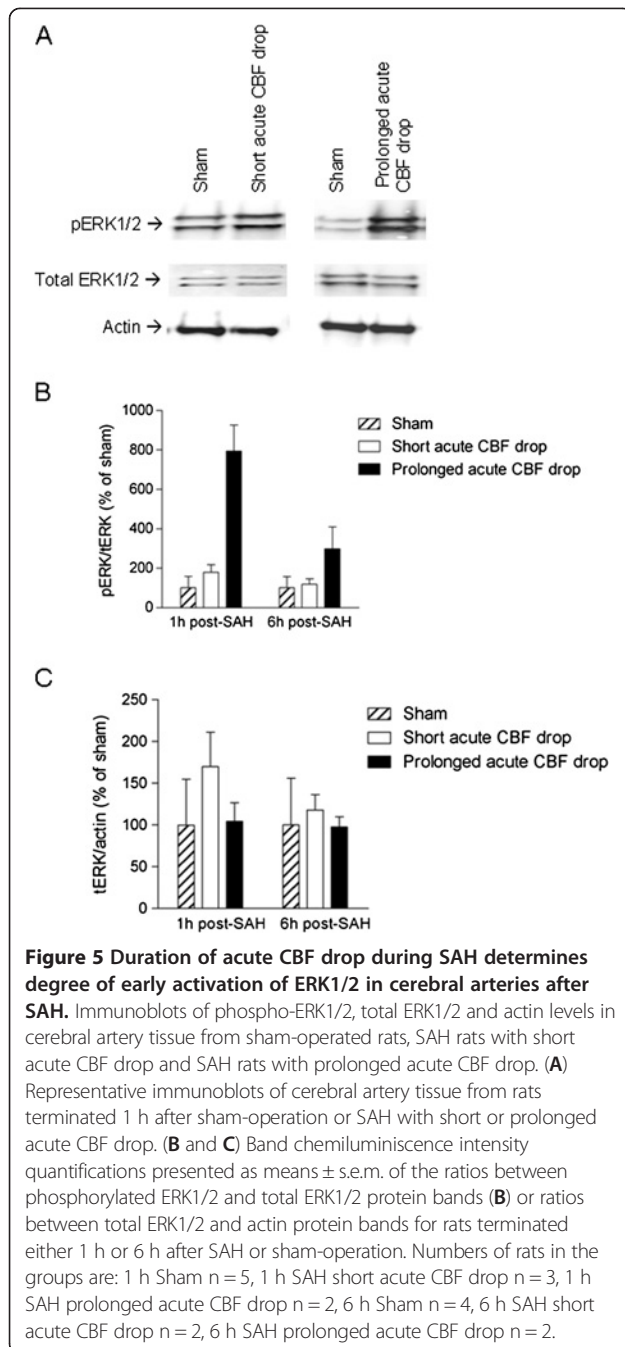 A
Sham
Short acute CBF drop
Sham
Prolonged acute
CBF drop
pERK1/2 →
Total ERK1/2 →
Actin →
B
pERK/tERK (% of sham)
1000
800
600
400
200
0
1h post-SAH
6h post-SAH
Sham
Short acute CBF drop
Prolonged acute CBF drop
C
tERK/actin (% of sham)
250
200
150
100
50
0
1h post-SAH
6h post-SAH
Sham
Short acute CBF drop
Prolonged acute CBF drop
Figure 5 Duration of acute CBF drop during SAH determines
degree of early activation of ERK1/2 in cerebral arteries after
SAH. Immunoblots of phospho-ERK1/2, total ERK1/2 and actin levels in
cerebral artery tissue from sham-operated rats, SAH rats with short
acute CBF drop and SAH rats with prolonged acute CBF drop. (A)
Representative immunoblots of cerebral artery tissue from rats
terminated 1 h after sham-operation or SAH with short or prolonged
acute CBF drop. (B and C) Band chemiluminiscence intensity
quantifications presented as means ± s.e.m. of the ratios between
phosphorylated ERK1/2 and total ERK1/2 protein bands (B) or ratios
between total ERK1/2 and actin protein bands for rats terminated
either 1 h or 6 h after SAH or sham-operation. Numbers of rats in the
groups are: 1 h Sham n = 5, 1 h SAH short acute CBF drop n = 3, 1 h
SAH prolonged acute CBF drop n = 2, 6 h Sham n = 4, 6 h SAH short
acute CBF drop n = 2, 6 h SAH prolonged acute CBF drop n = 2.